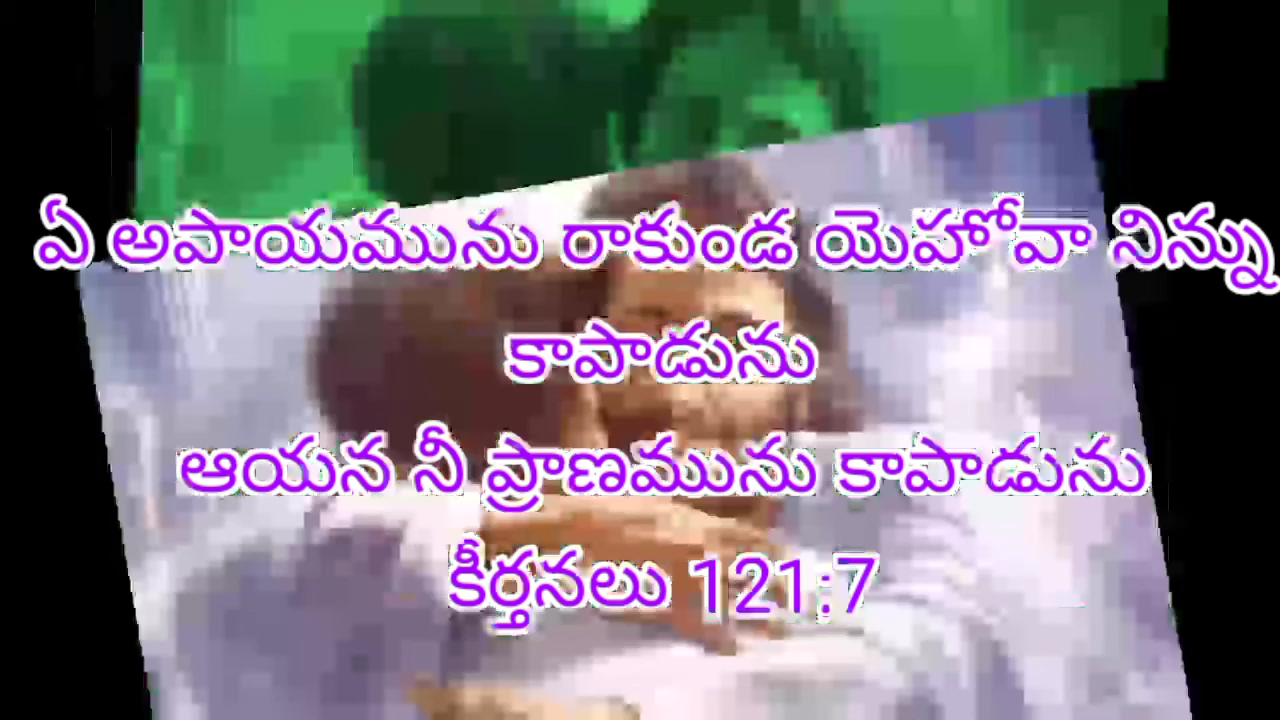 ఏ అపాయమును రాకుండ యెహోవా నిన్ను
కాపాడును
ఆయన నీ ప్రాణమును కాపాడును
కీర్తనలు 121:7